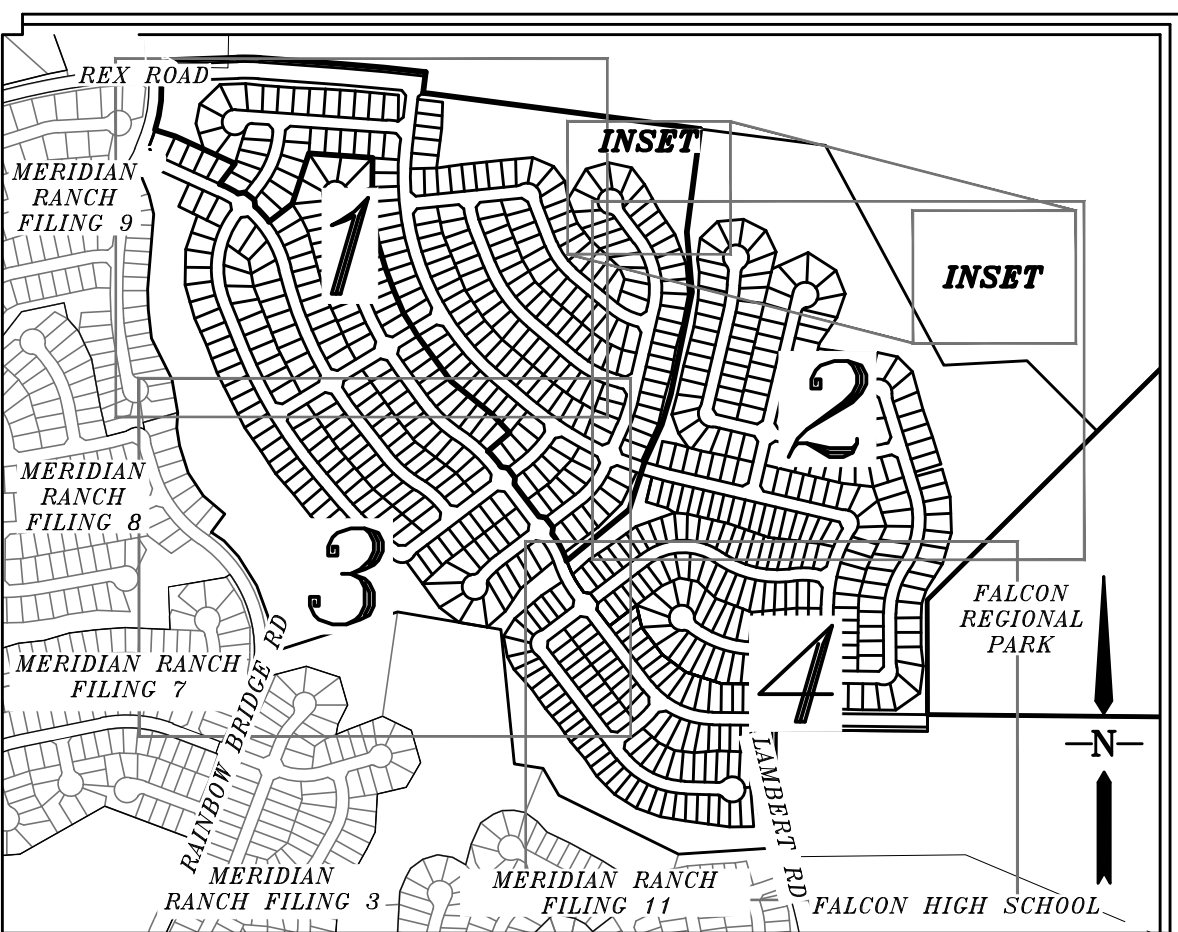 REX ROAD
INSET
MERIDIAN
RANCH
FILING 9
1
INSET
2
MERIDIAN
RANCH
FILING 8
3
FALCON
REGIONAL
PARK
MERIDIAN RANCH
FILING 7
RAINBOW BRIDGE RD
4
N
LAMBERT RD
MERIDIAN
RANCH FILING 3
MERIDIAN RANCH
FILING 11
FALCON HIGH SCHOOL